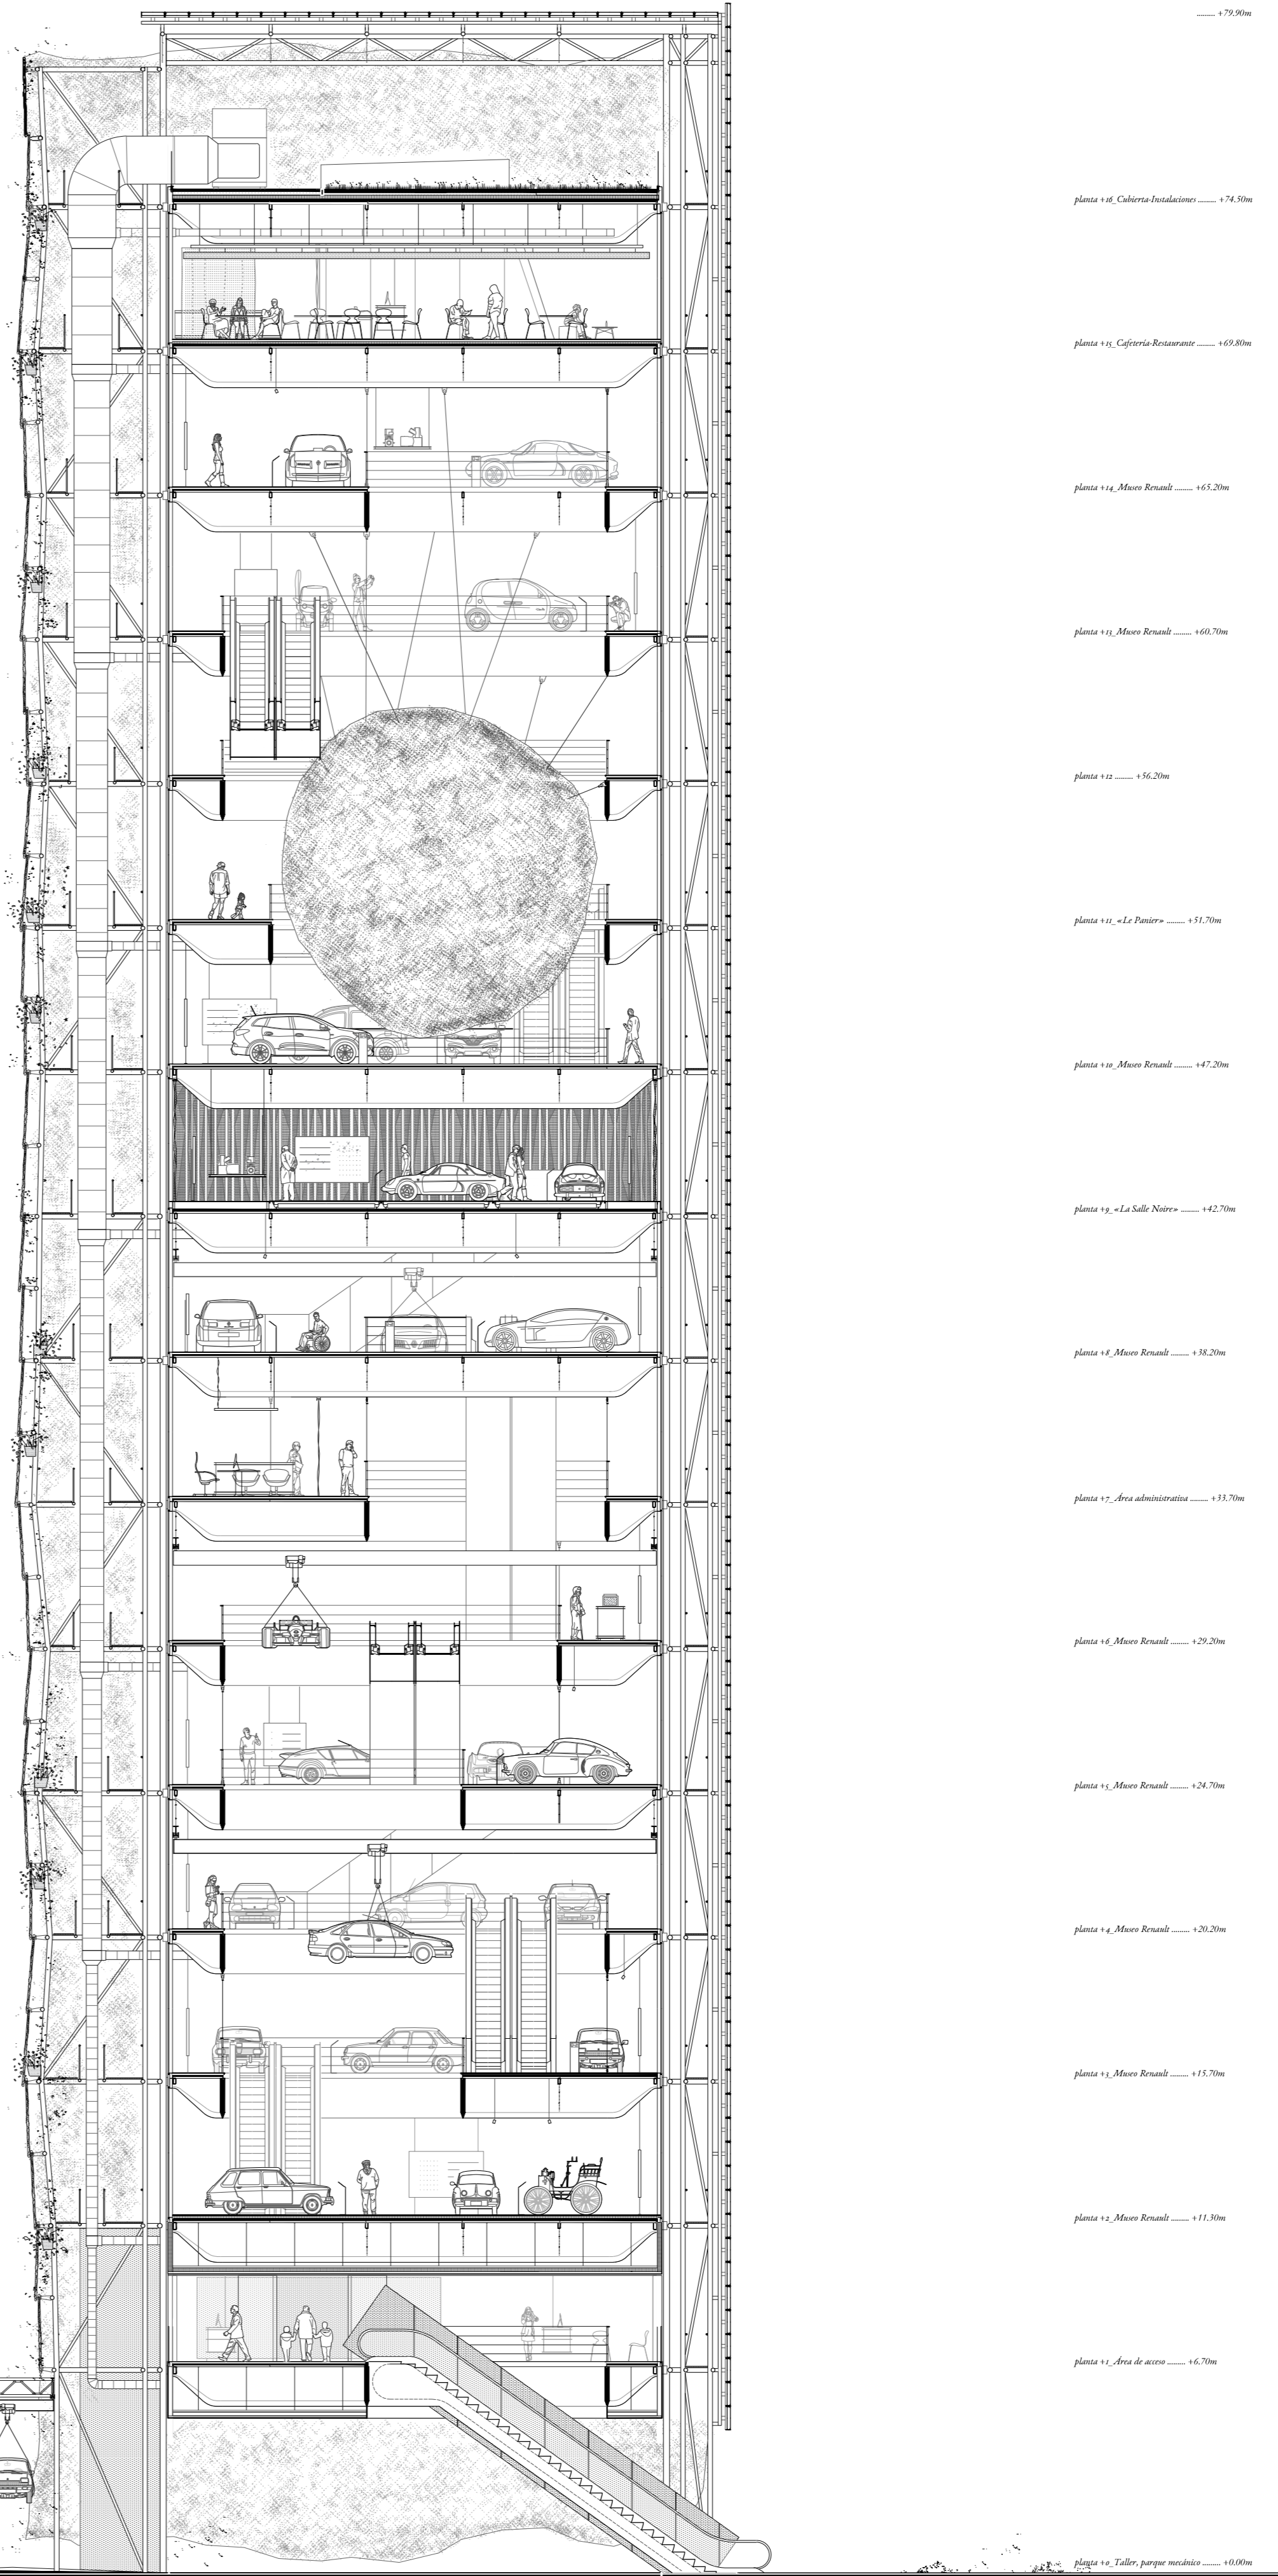 ......... +79.90m
planta +16_Cubierta-Instalaciones ......... +74.50m
planta +15_Cafetería-Restaurante ......... +69.80m
planta +14_Museo Renault ......... +65.20m
planta +13_Museo Renault ......... +60.70m
planta +12 ......... +56.20m
planta +11_«Le Panier» ......... +51.70m
planta +10_Museo Renault ......... +47.20m
planta +9_«La Salle Noire» ......... +42.70m
planta +8_Museo Renault ......... +38.20m
planta +7_Área administrativa ......... +33.70m
planta +6_Museo Renault ......... +29.20m
planta +5_Museo Renault ......... +24.70m
planta +4_Museo Renault ......... +20.20m
planta +3_Museo Renault ......... +15.70m
planta +2_Museo Renault ......... +11.30m
planta +1_Área de acceso ......... +6.70m
planta +0_Taller, parque mecánico ......... +0.00m